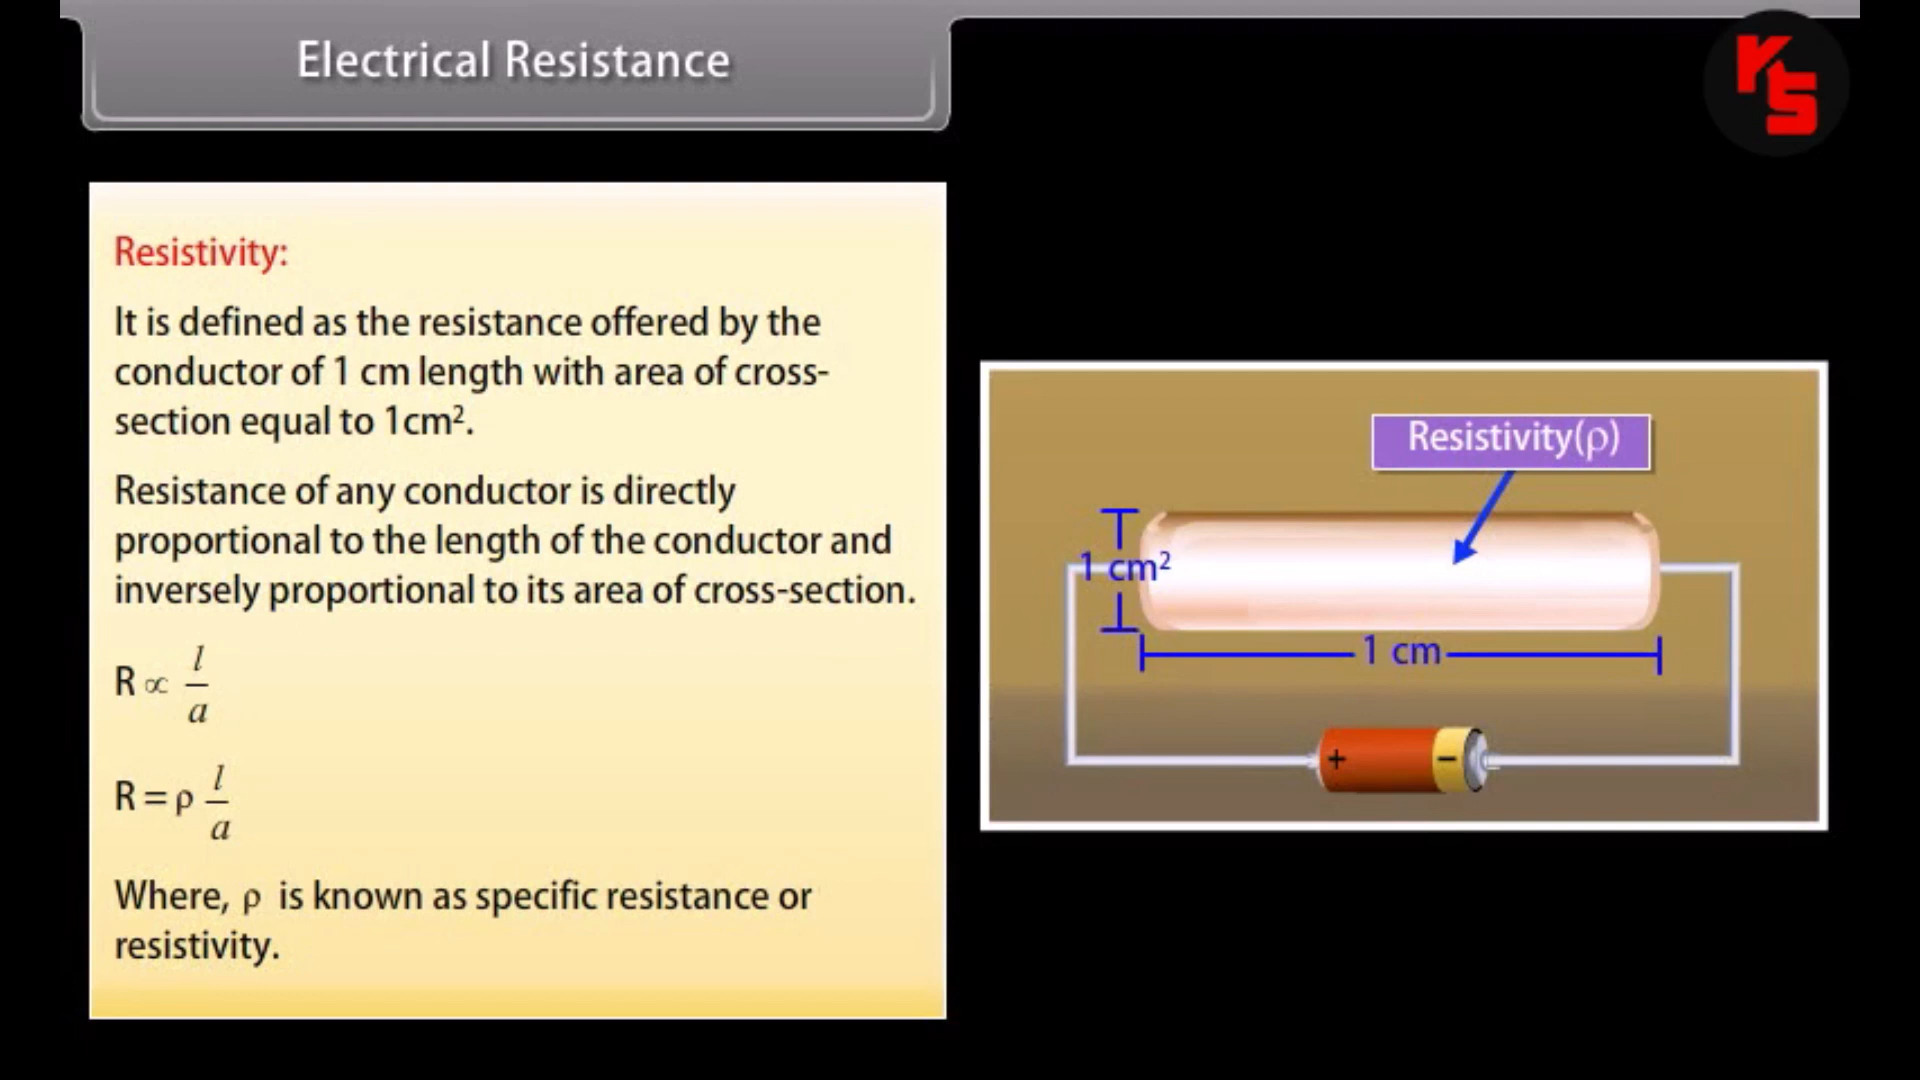 Electrical Resistance
KS
Resistivity:
It is defined as the resistance offered by the
conductor of 1 cm length with area of cross-
section equal to 1cm².
Resistance of any conductor is directly
proportional to the length of the conductor and
inversely proportional to its area of cross-section.
R ∝ l/a
R = ρ l/a
Where, ρ is known as specific resistance or
resistivity.
Resistivity(ρ)
1 cm²
1 cm
+ −